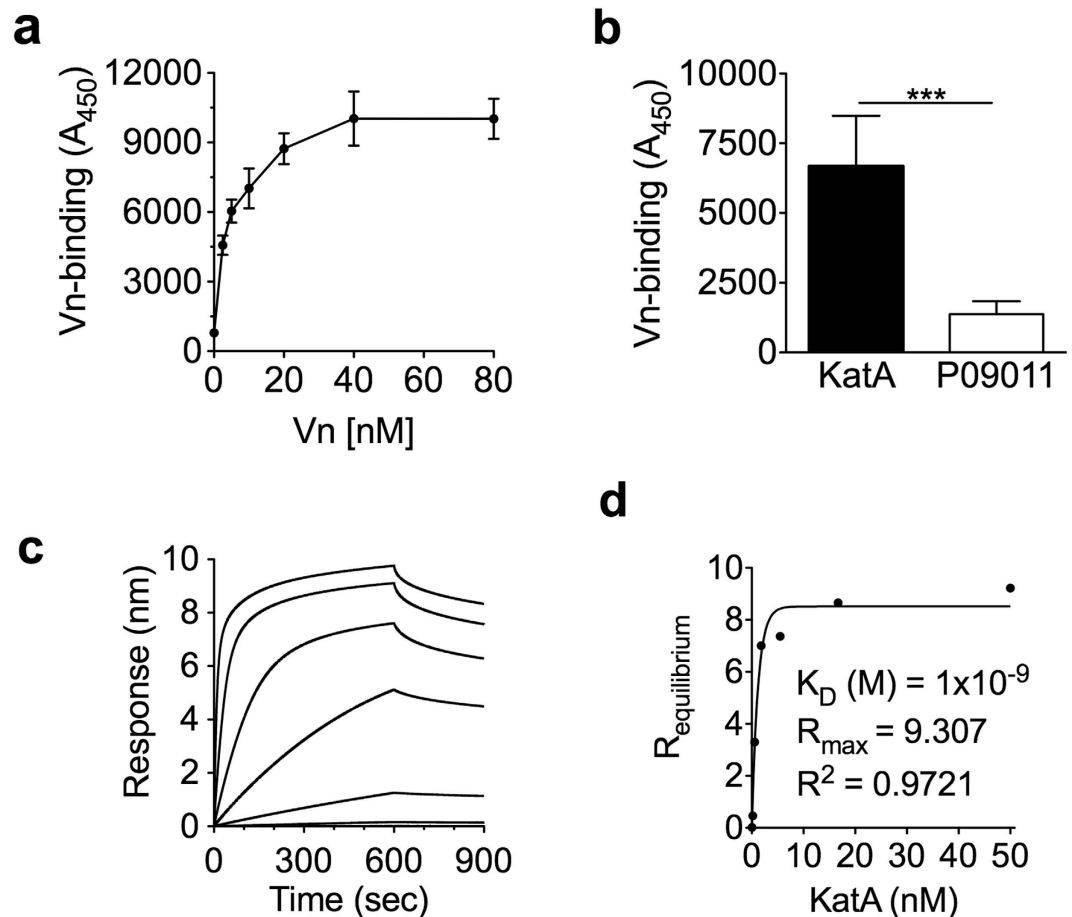 a
12000
9000
6000
3000
0
Vn-binding (A450)
0 20 40 60 80
Vn [nM]
b
10000
7500
5000
2500
0
Vn-binding (A450)
***
KatA P09011
c
10
8
6
4
2
0
Response (nm)
0 300 600 900
Time (sec)
d
10
8
6
4
2
0
Requilibrium
KD (M) = 1x10-9
Rmax = 9.307
R2 = 0.9721
0 10 20 30 40 50
KatA (nM)